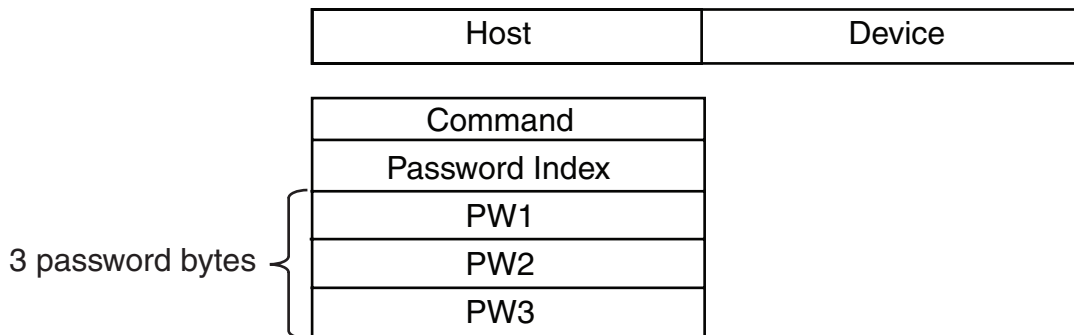 Host Device
Command
Password Index
PW1
3 password bytes PW2
PW3